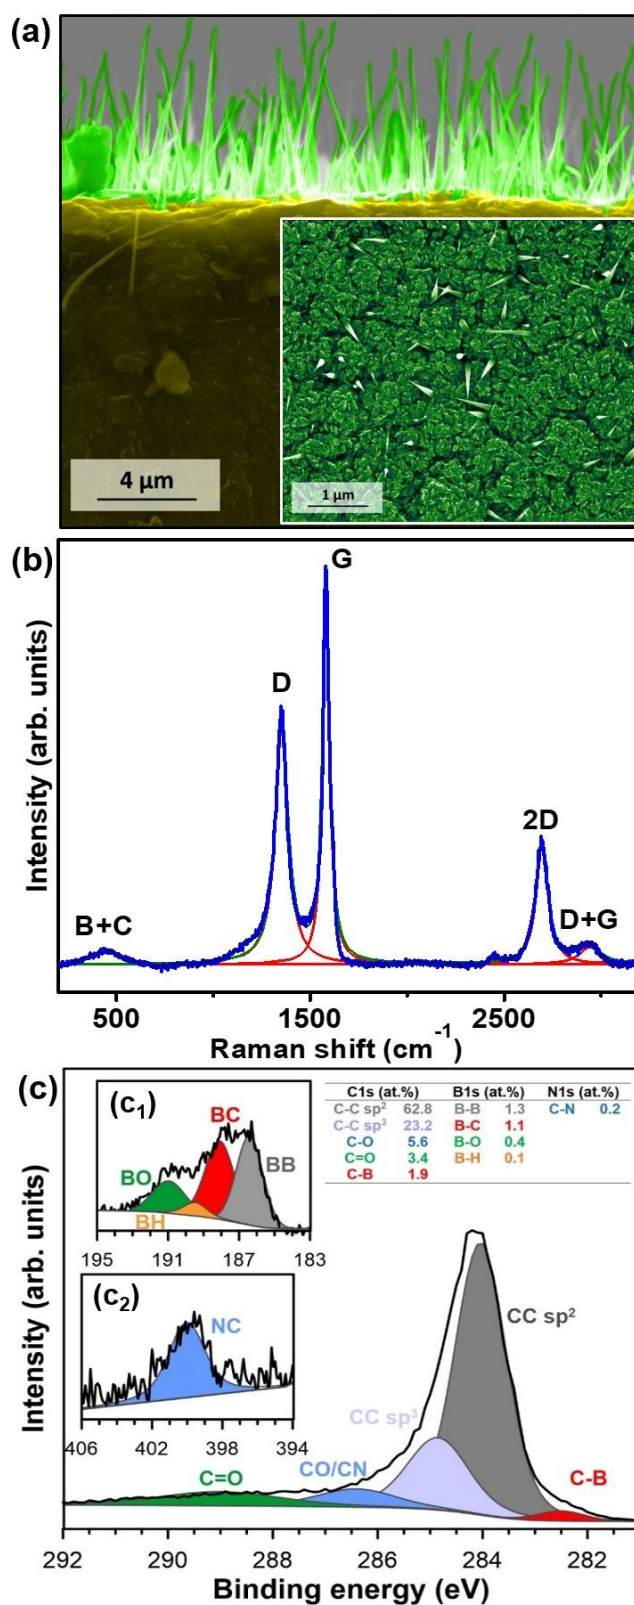 (a)
4 µm
1 µm
(b)
Intensity (arb. units)
B+C
D
G
2D
D+G
500
1500
2500
Raman shift (cm⁻¹)
(c)
Intensity (arb. units)
(c₁)
BO
BH
BC
BB
195
191
187
183
C1s (at.%) B1s (at.%) N1s (at.%)
C-C sp² 62.8 B-B 1.3 C-N 0.2
C-C sp³ 23.2 B-C 1.1
C-O 5.6 B-O 0.4
C=O 3.4 B-H 0.1
C-B 1.9
(c₂)
NC
406
402
398
394
C=O
CO/CN
CC sp³
CC sp²
C-B
292
290
288
286
284
282
Binding energy (eV)